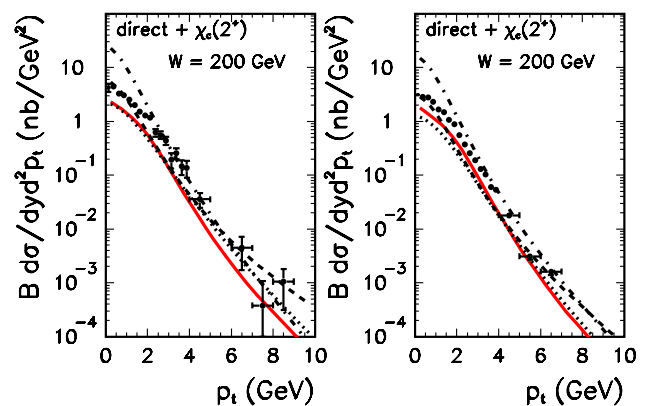 direct + χc(2⁺)
W = 200 GeV
B dσ/dyd²pt (nb/GeV²)
10
1
10⁻¹
10⁻²
10⁻³
10⁻⁴
0 2 4 6 8 10
pt (GeV)
direct + χc(2⁺)
W = 200 GeV
B dσ/dyd²pt (nb/GeV²)
10
1
10⁻¹
10⁻²
10⁻³
10⁻⁴
0 2 4 6 8 10
pt (GeV)